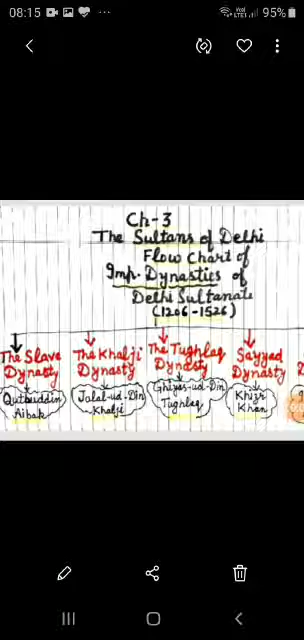 08:15
95%
Ch-3
The Sultans of Delhi
Flow Chart of
Imp. Dynasties of
Delhi Sultanate
(1206-1526)
The Slave
Dynasty
The Khalji
Dynasty
The Tughlaq
Dynasty
Sayyad
Dynasty
Qutbuddin
Aibak
Jalal-ud-Din
Khalji
Ghiyas-ud-Din
Tughlaq
Khizr
Khan